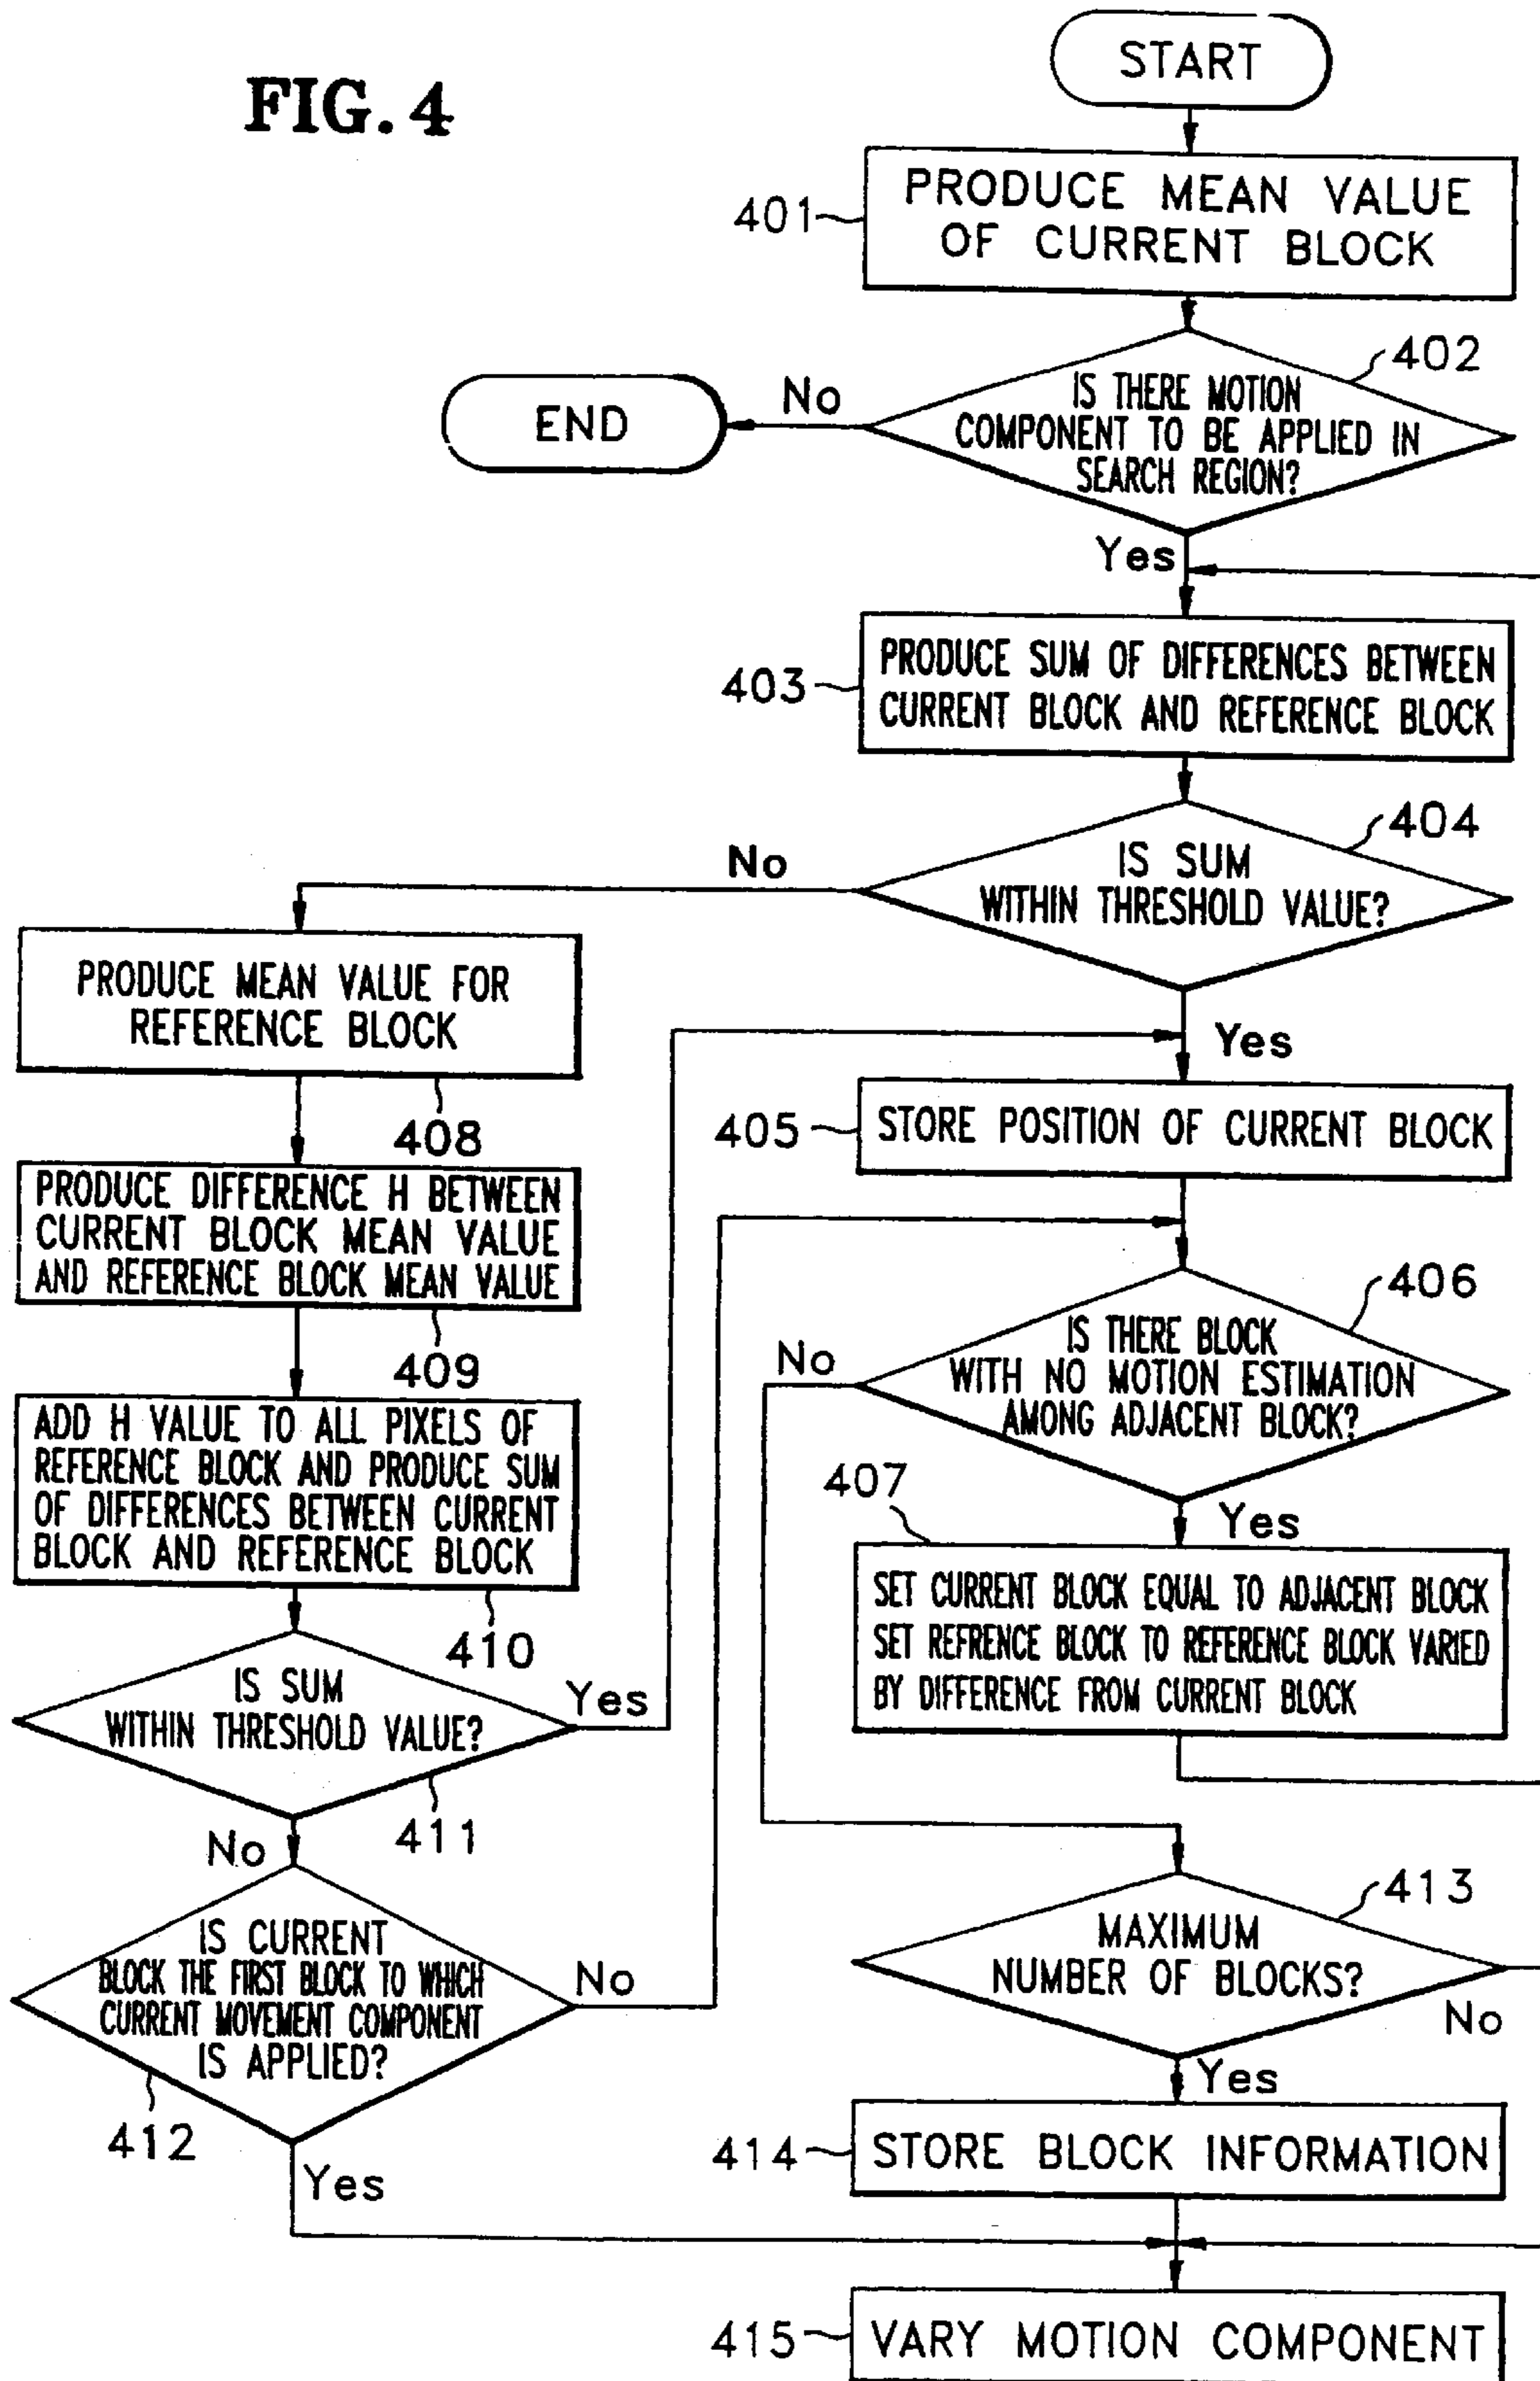 FIG. 4
START
401
PRODUCE MEAN VALUE
OF CURRENT BLOCK
402
IS THERE MOTION
COMPONENT TO BE APPLIED IN
SEARCH REGION?
No
END
Yes
403
PRODUCE SUM OF DIFFERENCES BETWEEN
CURRENT BLOCK AND REFERENCE BLOCK
404
IS SUM
WITHIN THRESHOLD VALUE?
No
Yes
PRODUCE MEAN VALUE FOR
REFERENCE BLOCK
408
405
STORE POSITION OF CURRENT BLOCK
PRODUCE DIFFERENCE H BETWEEN
CURRENT BLOCK MEAN VALUE
AND REFERENCE BLOCK MEAN VALUE
409
406
IS THERE BLOCK
WITH NO MOTION ESTIMATION
AMONG ADJACENT BLOCK?
No
Yes
ADD H VALUE TO ALL PIXELS OF
REFERENCE BLOCK AND PRODUCE SUM
OF DIFFERENCES BETWEEN CURRENT
BLOCK AND REFERENCE BLOCK
410
407
SET CURRENT BLOCK EQUAL TO ADJACENT BLOCK
SET REFRENCE BLOCK TO REFERENCE BLOCK VARIED
BY DIFFERENCE FROM CURRENT BLOCK
IS SUM
WITHIN THRESHOLD VALUE?
Yes
411
No
IS CURRENT
BLOCK THE FIRST BLOCK TO WHICH
CURRENT MOVEMENT COMPONENT
IS APPLIED?
No
412
Yes
413
MAXIMUM
NUMBER OF BLOCKS?
No
Yes
414
STORE BLOCK INFORMATION
415
VARY MOTION COMPONENT